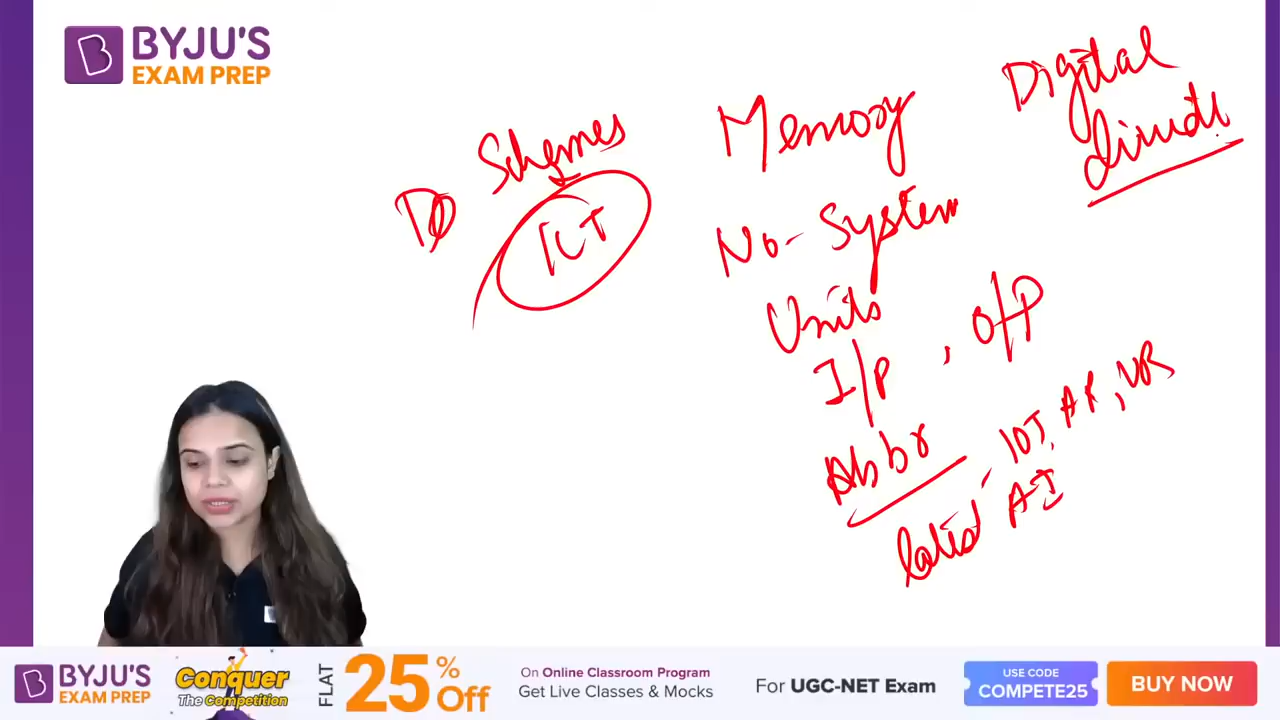 BYJU'S
EXAM PREP
Schemes
ICT
Memory
No-System
Units
I/P, O/P
Abbr
latest - IOT, AR, VR
AI
Digital
BYJU'S
EXAM PREP
Conquer
The Competition
FLAT
25% Off
On Online Classroom Program
Get Live Classes & Mocks
For UGC-NET Exam
USE CODE
COMPETE25
BUY NOW